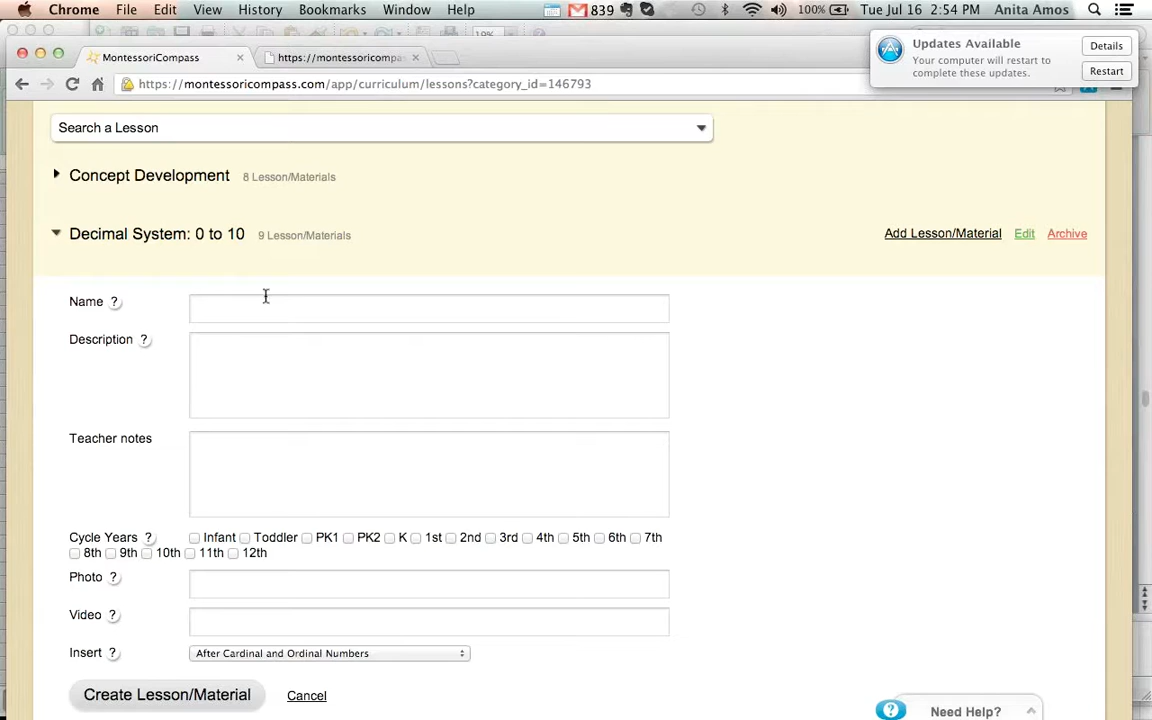 Chrome File Edit View History Bookmarks Window Help 839 100% Tue Jul 16 2:54 PM Anita Amos
MontessoriCompass https://montessoricompa
Updates Available
Your computer will restart to
complete these updates.
Details
Restart
https://montessoricompass.com/app/curriculum/lessons?category_id=146793
Search a Lesson
Concept Development 8 Lesson/Materials
Decimal System: 0 to 10 9 Lesson/Materials Add Lesson/Material Edit Archive
Name ?
Description ?
Teacher notes
Cycle Years ? Infant Toddler PK1 PK2 K 1st 2nd 3rd 4th 5th 6th 7th
8th 9th 10th 11th 12th
Photo ?
Video ?
Insert ? After Cardinal and Ordinal Numbers
Create Lesson/Material Cancel
? Need Help?